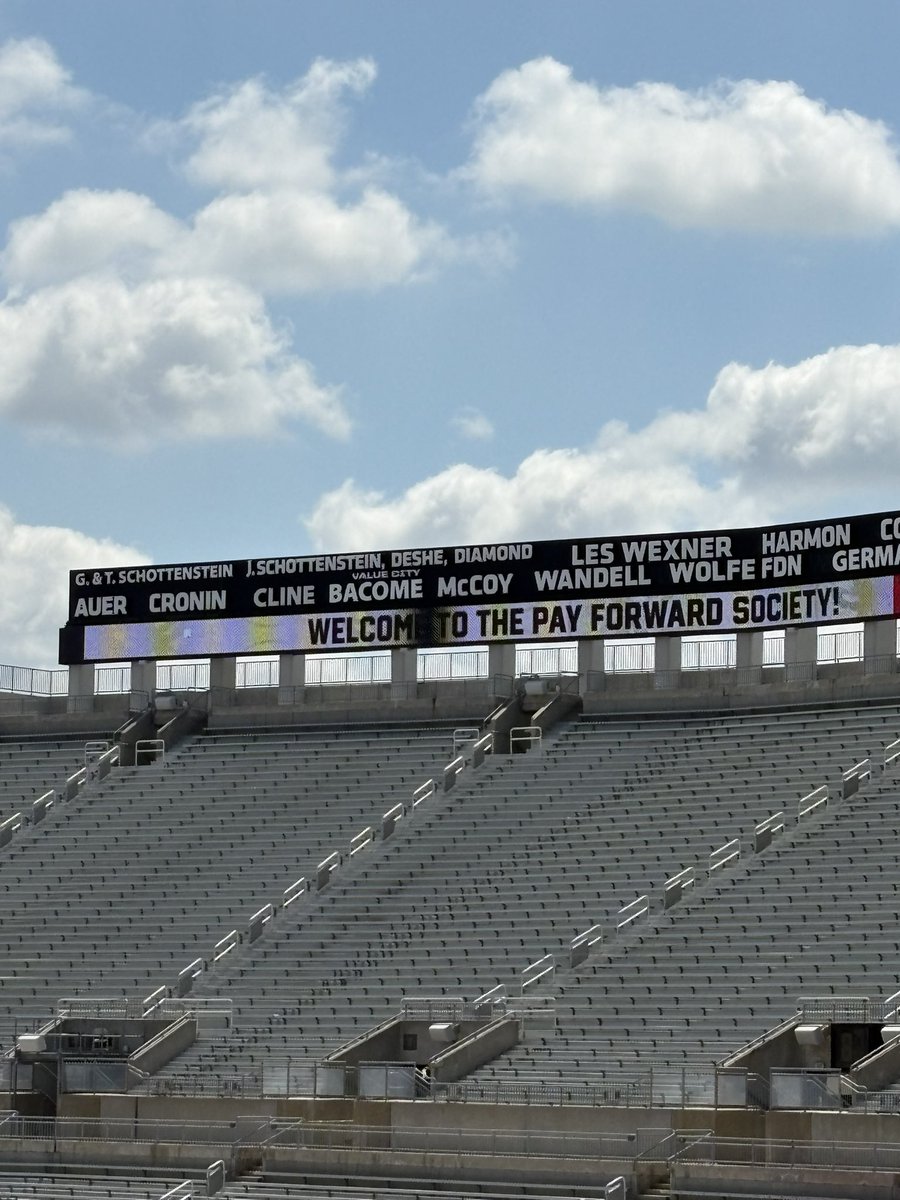 G. & T. SCHOTTENSTEIN J. SCHOTTENSTEIN, DESHE, DIAMOND LES WEXNER HARMON
VALUE CITY
AUER CRONIN CLINE BACOME McCOY WANDELL WOLFE FDN
WELCOM TO THE PAY FORWARD SOCIETY!